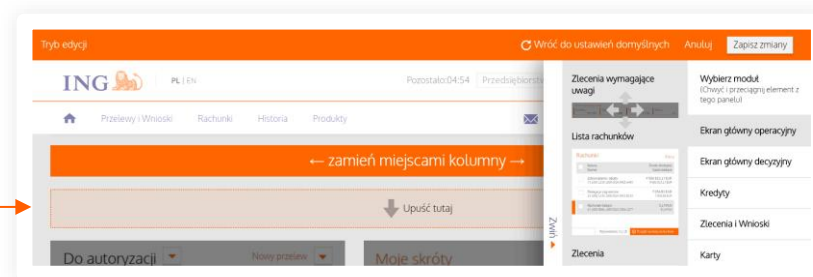 Tryb edycji
Wróć do ustawień domyślnych Anuluj Zapisz zmiany
ING PL | EN Pozostało:04:54 Przedsiębiorstw
Przelewy i Wnioski Rachunki Historia Produkty
← zamień miejscami kolumny →
Upuść tutaj
Do autoryzacji Nowy przelew Moje skróty
Zwiń
Zlecenia wymagające
uwagi
Lista rachunków
Rachunki
Zlecenia
Wybierz moduł
(Chwyć i przeciągnij element z
tego panelu)
Ekran główny operacyjny
Ekran główny decyzyjny
Kredyty
Zlecenia i Wnioski
Karty